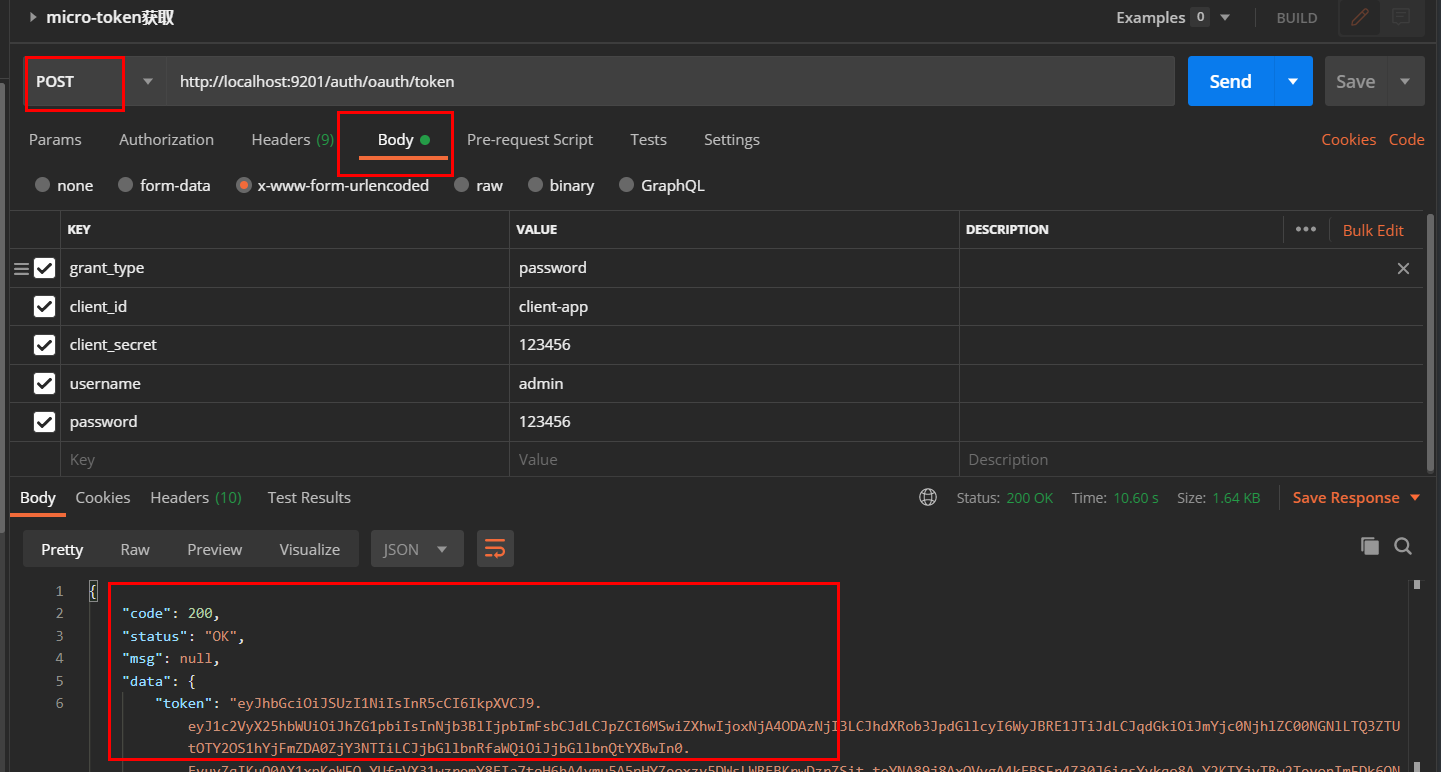 micro-token获取 Examples 0 BUILD
POST http://localhost:9201/auth/oauth/token Send Save
Params Authorization Headers (9) Body Pre-request Script Tests Settings Cookies Code
none form-data x-www-form-urlencoded raw binary GraphQL
KEY VALUE DESCRIPTION ••• Bulk Edit
grant_type password
client_id client-app
client_secret 123456
username admin
password 123456
Key Value Description
Body Cookies Headers (10) Test Results Status: 200 OK Time: 10.60 s Size: 1.64 KB Save Response
Pretty Raw Preview Visualize JSON
1 {
2 "code": 200,
3 "status": "OK",
4 "msg": null,
5 "data": {
6 "token": "eyJhbGciOiJSUzI1NiIsInR5cCI6IkpXVCJ9.